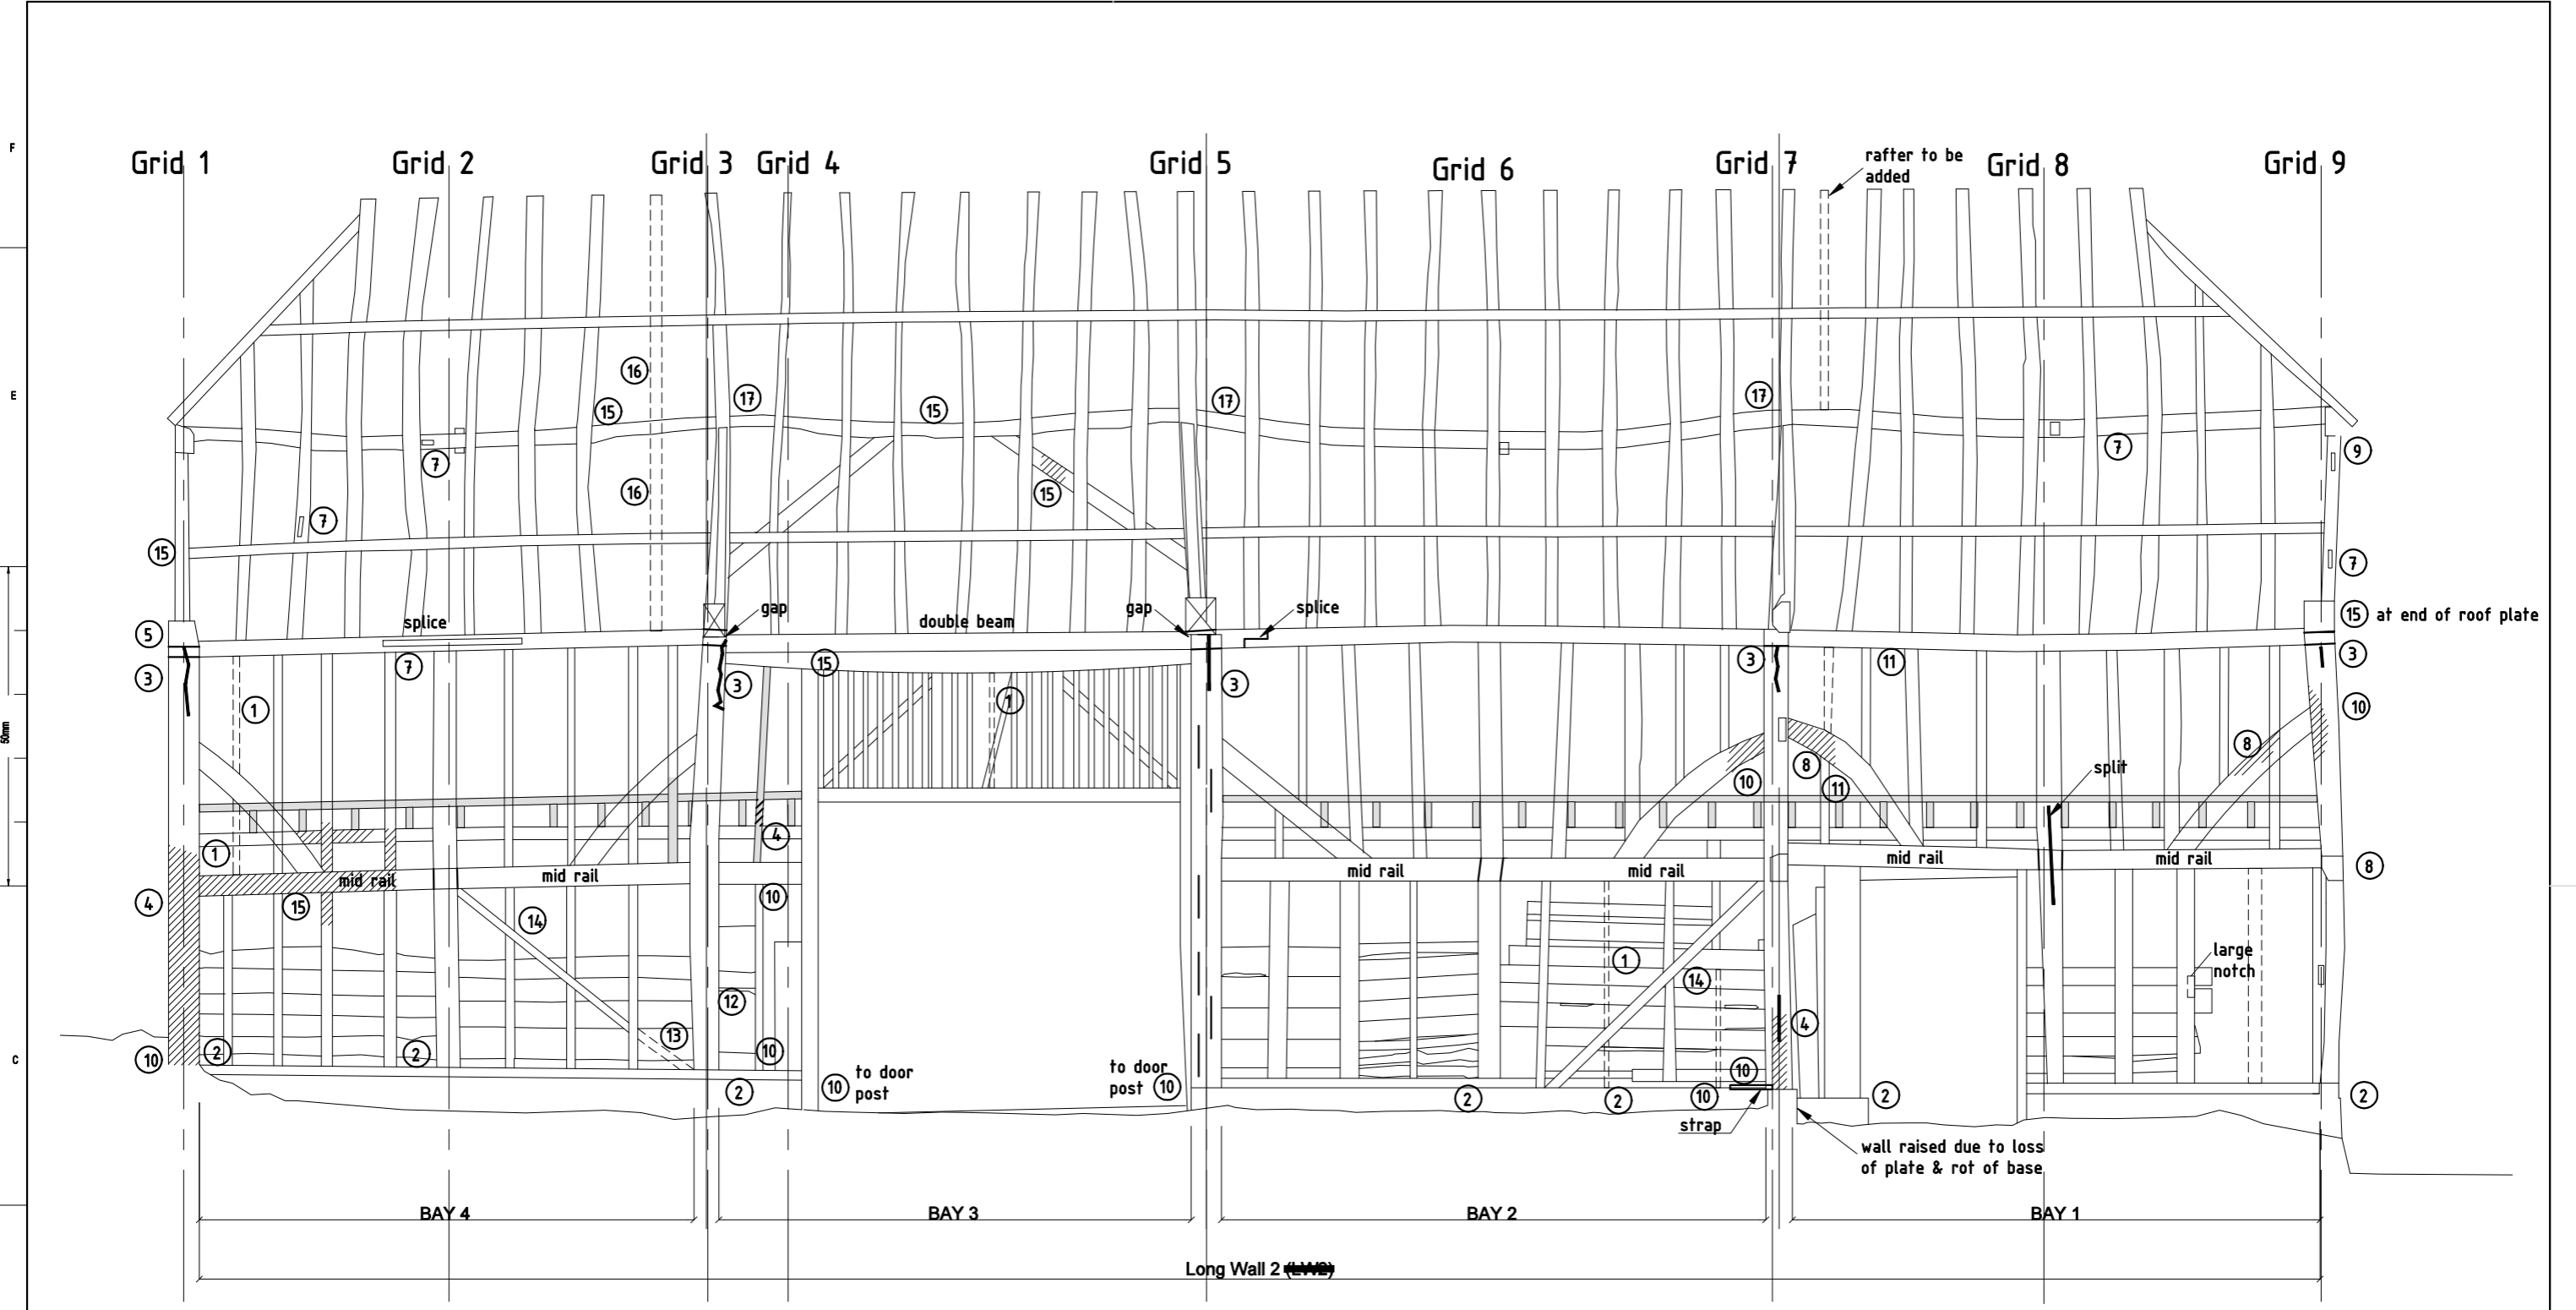 F
Grid 1
Grid 2
Grid 3
Grid 4
Grid 5
Grid 6
Grid 7
rafter to be
added
Grid 8
Grid 9
E
16
15
17
15
17
17
7
7
9
16
15
7
15
7
5
splice
gap
double beam
gap
splice
15 at end of roof plate
3
7
15
3
3
3
11
3
1
1
10
50mm
8
8
10
11
split
1
4
mid rail
mid rail
mid rail
mid rail
mid rail
mid rail
8
4
15
14
10
1
14
large
notch
12
13
4
C
10
2
2
10
10 to door
post
to door
post 10
2
2
2
10
10
2
2
strap
wall raised due to loss
of plate & rot of base
BAY 4
BAY 3
BAY 2
BAY 1
Long Wall 2 (LW2)